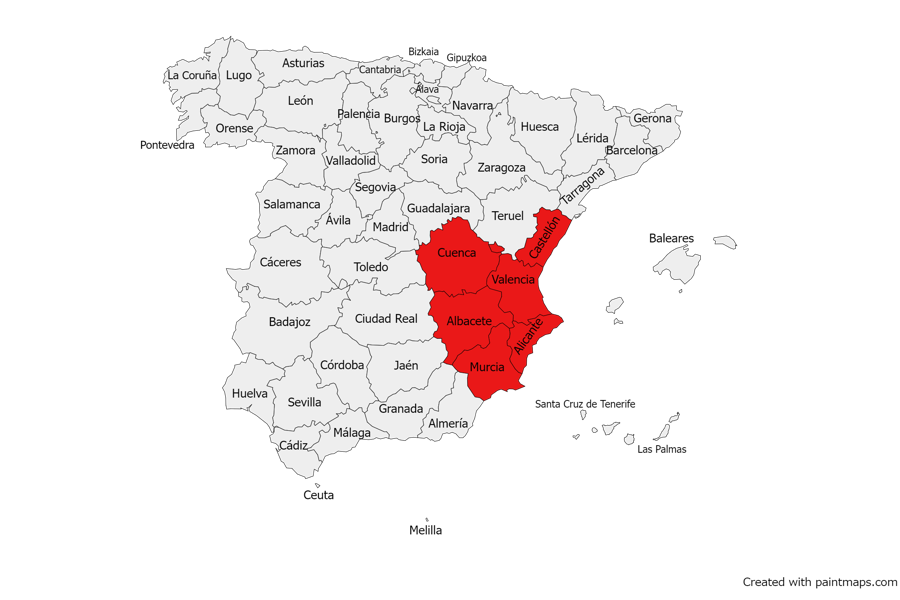 Bizkaia
Gipuzkoa
Asturias
Cantabria
La Coruña
Lugo
Álava
León
Navarra
Palencia
Burgos
La Rioja
Huesca
Gerona
Orense
Lérida
Pontevedra
Zamora
Barcelona
Valladolid
Soria
Zaragoza
Segovia
Tarragona
Salamanca
Guadalajara
Teruel
Ávila
Madrid
Castellón
Baleares
Cuenca
Cáceres
Toledo
Valencia
Badajoz
Ciudad Real
Albacete
Alicante
Córdoba
Jaén
Murcia
Huelva
Sevilla
Granada
Santa Cruz de Tenerife
Almería
Málaga
Cádiz
Las Palmas
Ceuta
Melilla
Created with paintmaps.com